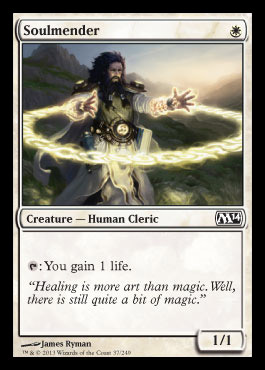 Soulmender
Creature — Human Cleric
M14
:You gain 1 life.
“Healing is more art than magic. Well,
there is still quite a bit of magic.”
James Ryman
™ & © 2013 Wizards of the Coast 37/249
1/1